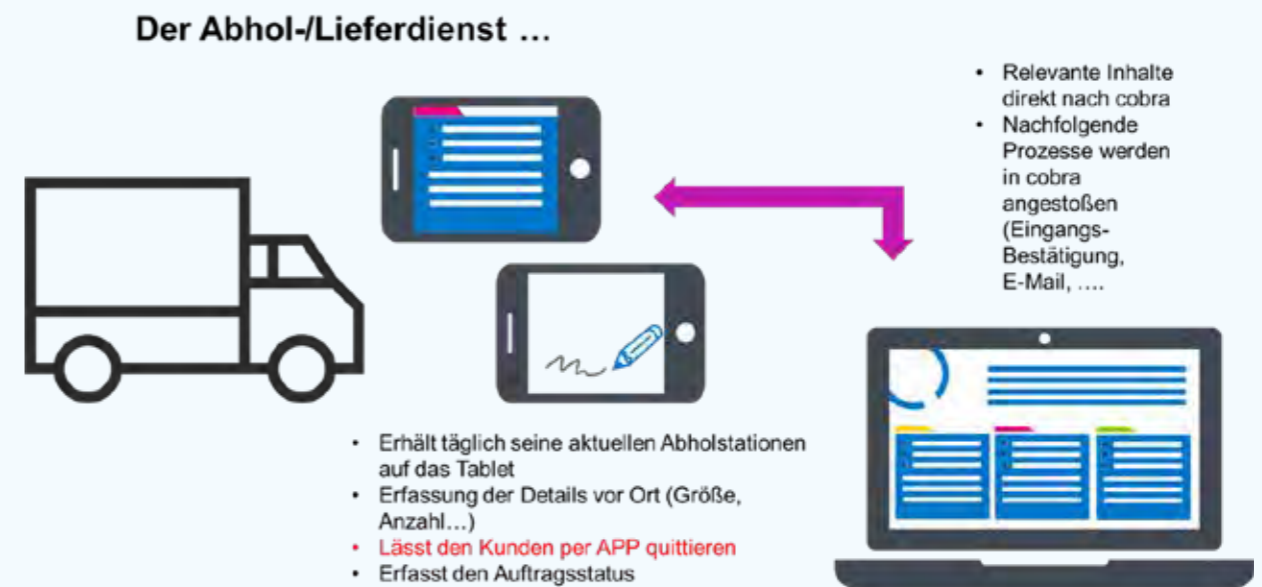 Der Abhol-/Lieferdienst …
• Relevante Inhalte
direkt nach cobra
• Nachfolgende
Prozesse werden
in cobra
angestoßen
(Eingangs-
Bestätigung,
E-Mail, ….
• Erhält täglich seine aktuellen Abholstationen
auf das Tablet
• Erfassung der Details vor Ort (Größe,
Anzahl…)
• Lässt den Kunden per APP quittieren
• Erfasst den Auftragsstatus